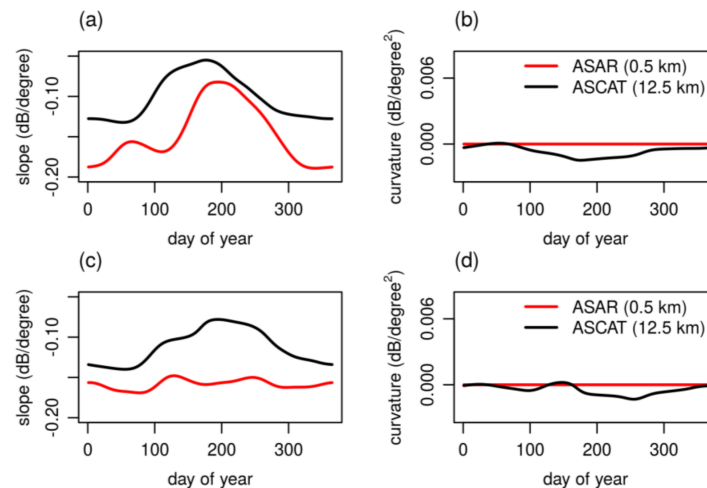 (a)
slope (dB/degree)
-0.20
-0.10
0 100 200 300
day of year
(b)
curvature (dB/degree²)
0.000
0.006
ASAR (0.5 km)
ASCAT (12.5 km)
0 100 200 300
day of year
(c)
slope (dB/degree)
-0.20
-0.10
0 100 200 300
day of year
(d)
curvature (dB/degree²)
0.000
0.006
ASAR (0.5 km)
ASCAT (12.5 km)
0 100 200 300
day of year